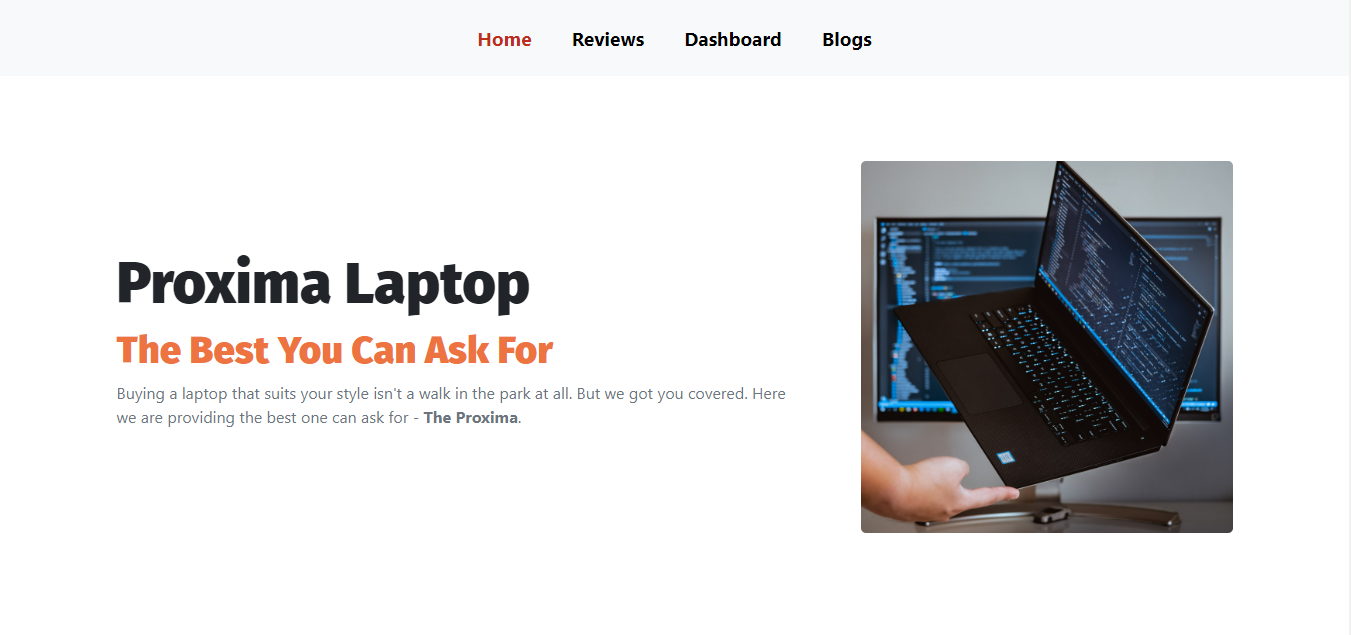 Home Reviews Dashboard Blogs
Proxima Laptop
The Best You Can Ask For
Buying a laptop that suits your style isn't a walk in the park at all. But we got you covered. Here
we are providing the best one can ask for - The Proxima.